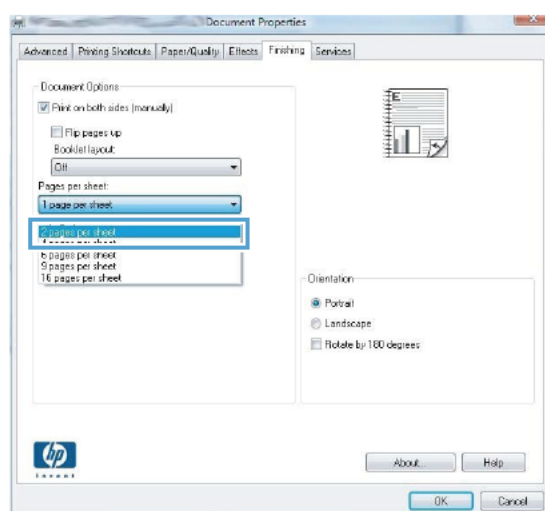 Document Properties
Advanced Printing Shortcuts Paper/Quality Effects Finishing Services
Document Options
Print on both sides (manually)
Flip pages up
Booklet layout:
Off
Pages per sheet:
1 page per sheet
2 pages per sheet
6 pages per sheet
9 pages per sheet
16 pages per sheet
E
Orientation
Portrait
Landscape
Rotate by 180 degrees
hp
invent
About... Help
OK Cancel